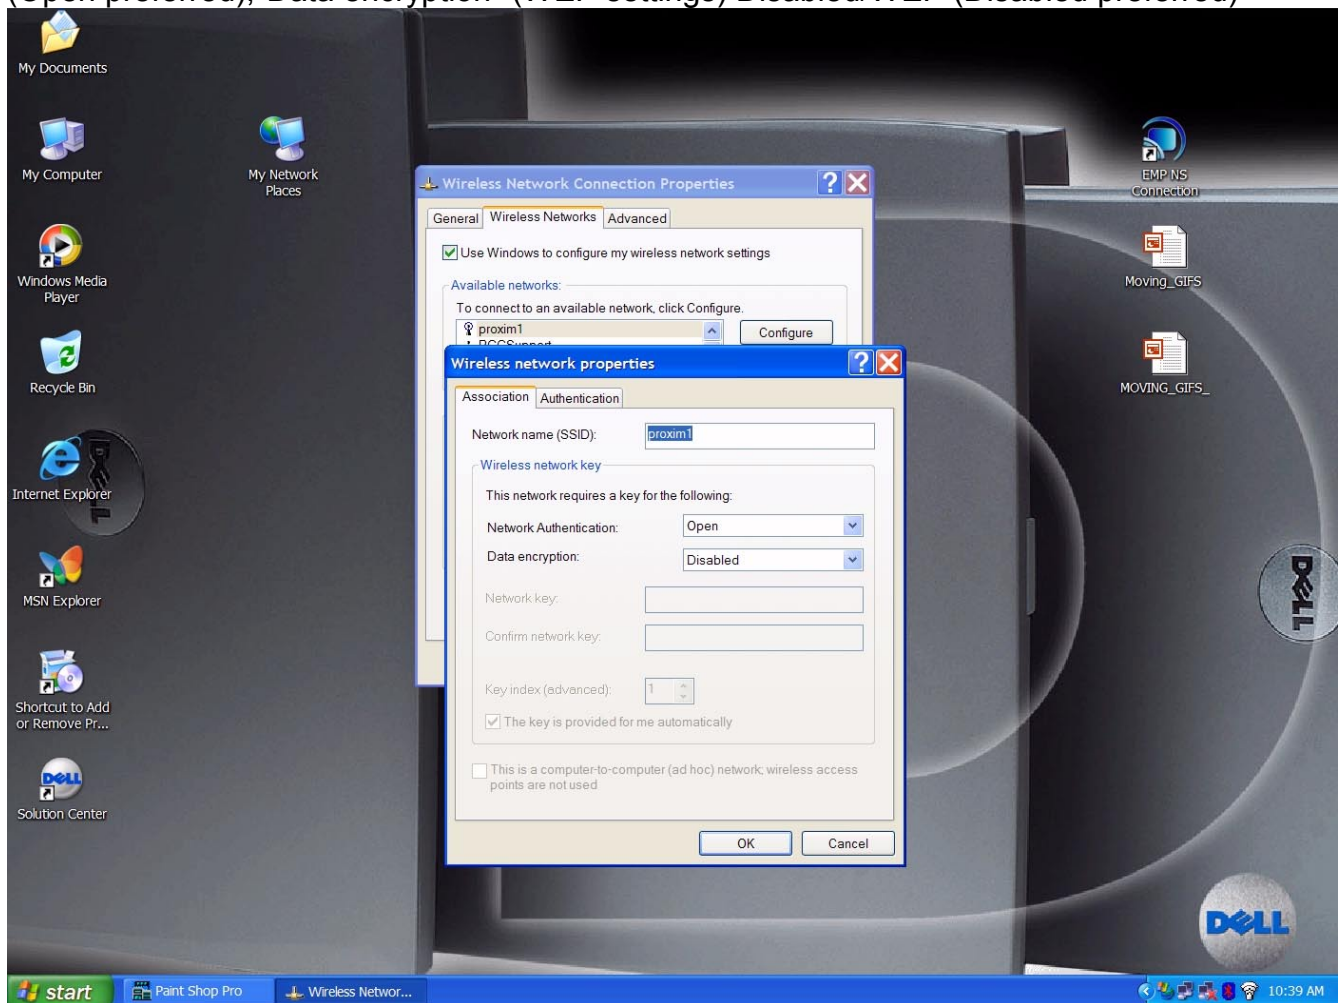 (Open preferred), Data encryption (WEP settings) Disabled/WEP (Disabled preferred)
My Documents
My Computer
My Network
Places
EMP NS
Connection
Wireless Network Connection Properties
General Wireless Networks Advanced
Use Windows to configure my wireless network settings
Windows Media
Player
Moving_GIFS
Available networks:
To connect to an available network, click Configure.
proxim1
Configure
Wireless network properties
Recycle Bin
MOVING_GIFS_
Association Authentication
Network name (SSID): proxim1
Wireless network key
Internet Explorer
This network requires a key for the following:
Network Authentication: Open
Data encryption: Disabled
MSN Explorer
Network key:
Confirm network key:
Key index (advanced): 1
Shortcut to Add
or Remove Pr...
The key is provided for me automatically
This is a computer-to-computer (ad hoc) network; wireless access
points are not used
DELL
Solution Center
OK Cancel
DELL
DELL
DELL
start Paint Shop Pro Wireless Networ... 10:39 AM